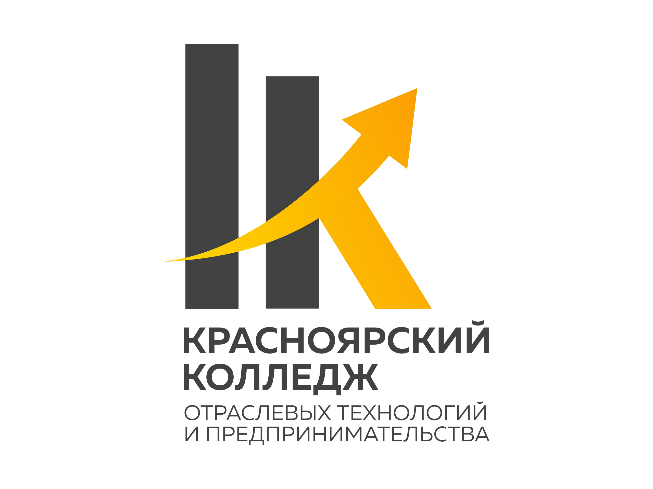 КРАСНОЯРСКИЙ
КОЛЛЕДЖ
ОТРАСЛЕВЫХ ТЕХНОЛОГИЙ
И ПРЕДПРИНИМАТЕЛЬСТВА